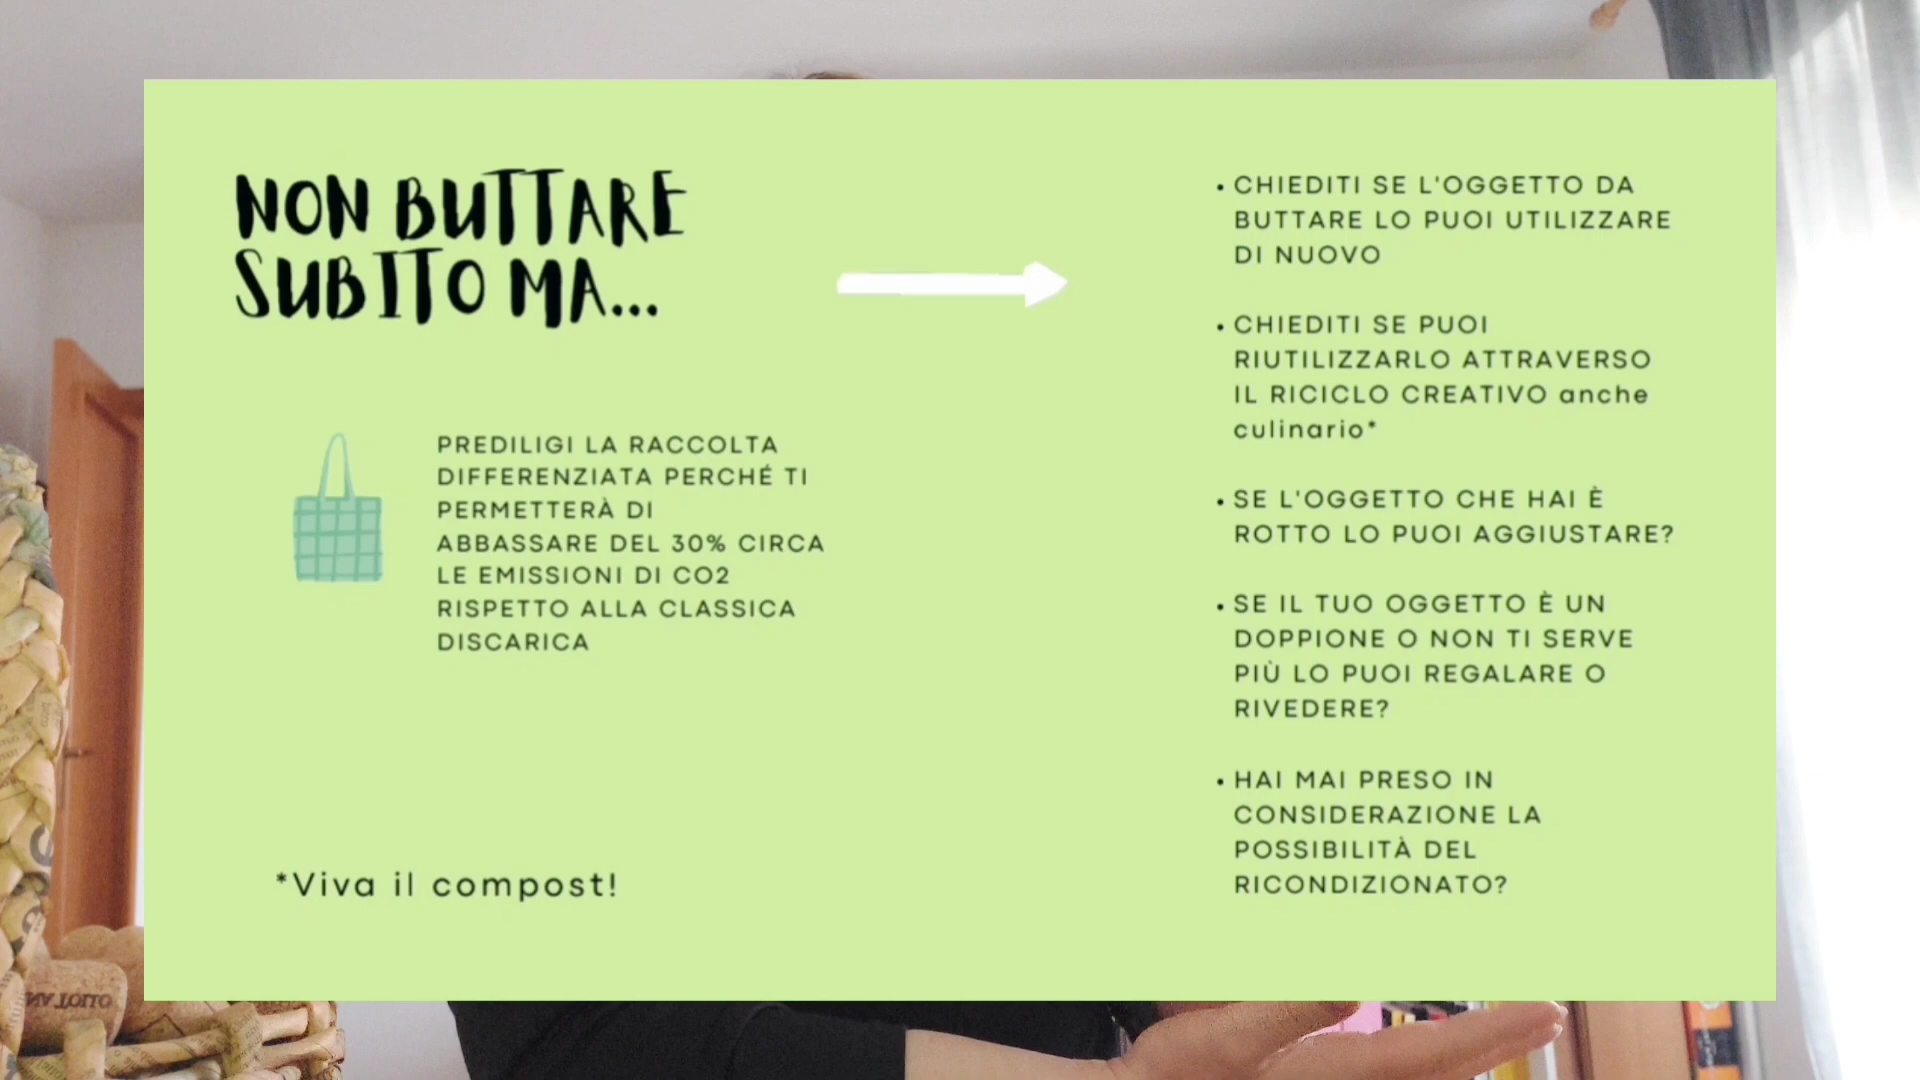 NON BUTTARE
SUBITO MA...
PREDILIGI LA RACCOLTA
DIFFERENZIATA PERCHÉ TI
PERMETTERÀ DI
ABBASSARE DEL 30% CIRCA
LE EMISSIONI DI CO2
RISPETTO ALLA CLASSICA
DISCARICA
*Viva il compost!
• CHIEDITI SE L'OGGETTO DA
BUTTARE LO PUOI UTILIZZARE
DI NUOVO
• CHIEDITI SE PUOI
RIUTILIZZARLO ATTRAVERSO
IL RICICLO CREATIVO anche
culinario*
• SE L'OGGETTO CHE HAI È
ROTTO LO PUOI AGGIUSTARE?
• SE IL TUO OGGETTO È UN
DOPPIONE O NON TI SERVE
PIÙ LO PUOI REGALARE O
RIVEDERE?
• HAI MAI PRESO IN
CONSIDERAZIONE LA
POSSIBILITÀ DEL
RICONDIZIONATO?